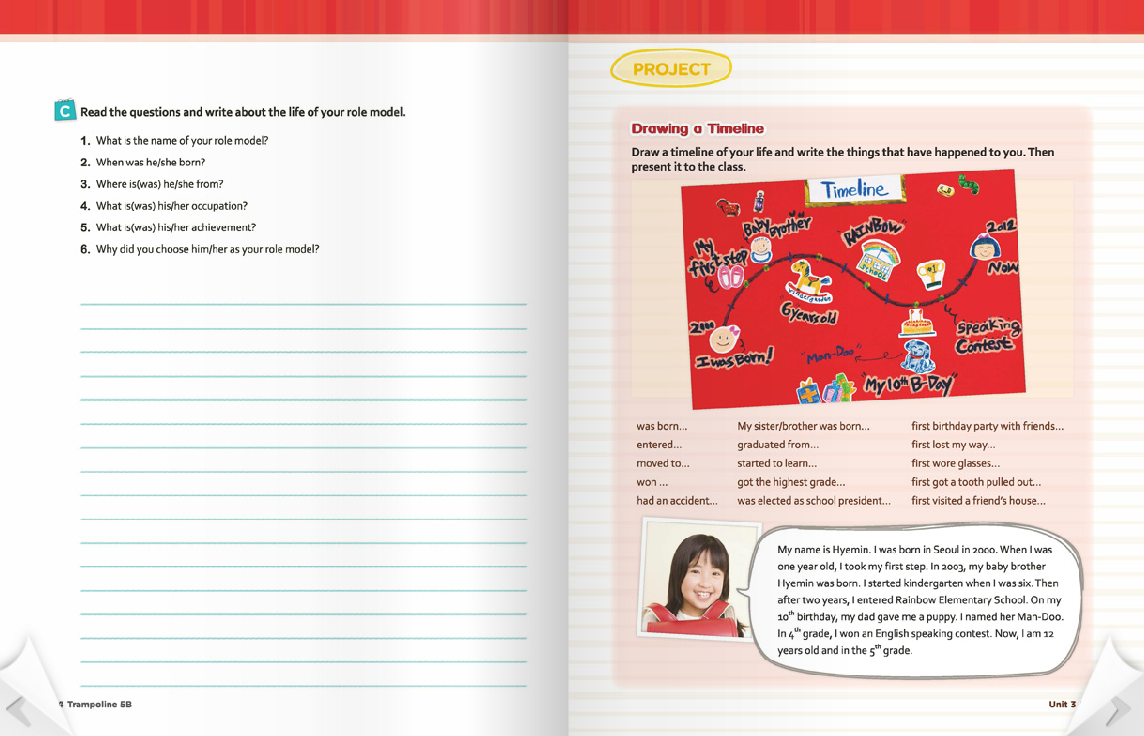 C Read the questions and write about the life of your role model.
1. What is the name of your role model?
2. When was he/she born?
3. Where is(was) he/she from?
4. What is(was) his/her occupation?
5. What is(was) his/her achievement?
6. Why did you choose him/her as your role model?
4 Trampoline 5B
PROJECT
Drawing a Timeline
Draw a timeline of your life and write the things that have happened to you. Then
present it to the class.
Timeline
Baby Brother
"RAINBOW"
School
2012
Now
My
first step
kindergarten
6 years old
#1
2000
I was Born!
"Man-Doo"
Speaking
Contest
"My 10th B-Day"
was born... My sister/brother was born... first birthday party with friends...
entered... graduated from... first lost my way...
moved to... started to learn... first wore glasses...
won ... got the highest grade... first got a tooth pulled out...
had an accident... was elected as school president... first visited a friend's house...
My name is Hyemin. I was born in Seoul in 2000. When I was
one year old, I took my first step. In 2003, my baby brother
Hyemin was born. I started kindergarten when I was six. Then
after two years, I entered Rainbow Elementary School. On my
10th birthday, my dad gave me a puppy. I named her Man-Doo.
In 4th grade, I won an English speaking contest. Now, I am 12
years old and in the 5th grade.
Unit 3